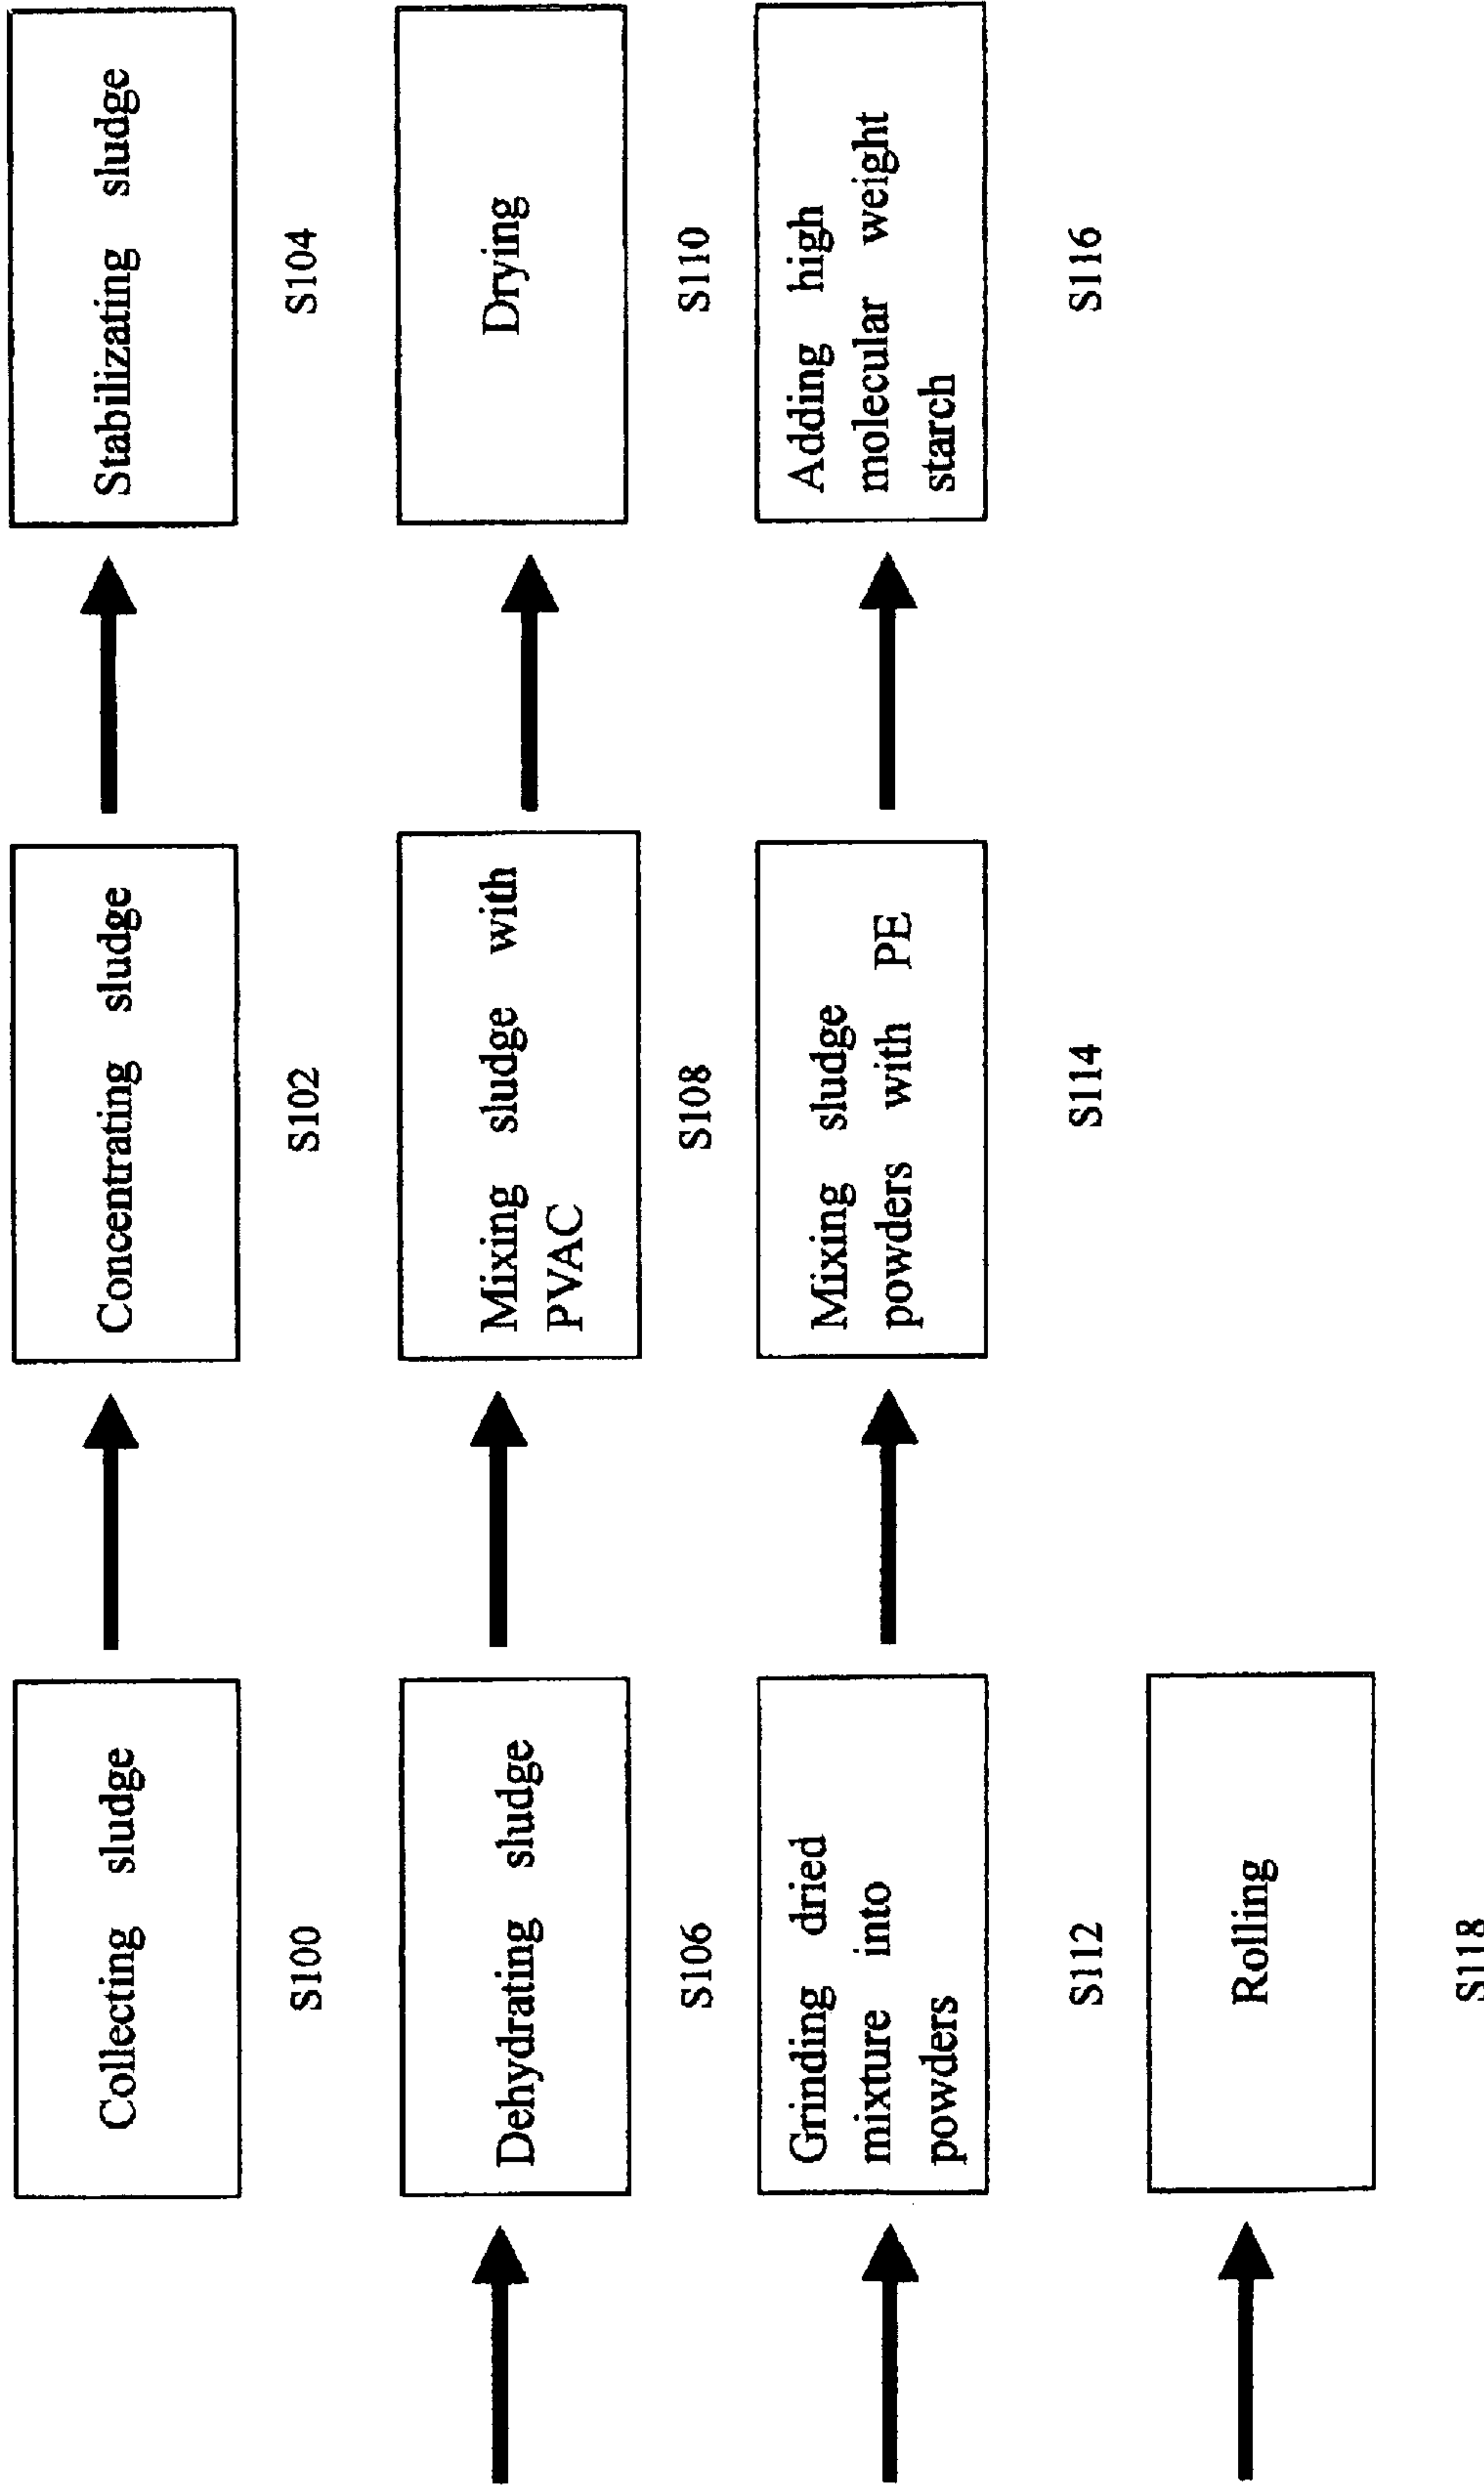 Collecting sludge
S100
Concentrating sludge
S102
Stabilizating sludge
S104
Dehydrating sludge
S106
Mixing sludge with
PVAC
S108
Drying
S110
Grinding dried
mixture into
powders
S112
Mixing sludge
powders with PE
S114
Adding high
molecular weight
starch
S116
Rolling
S118